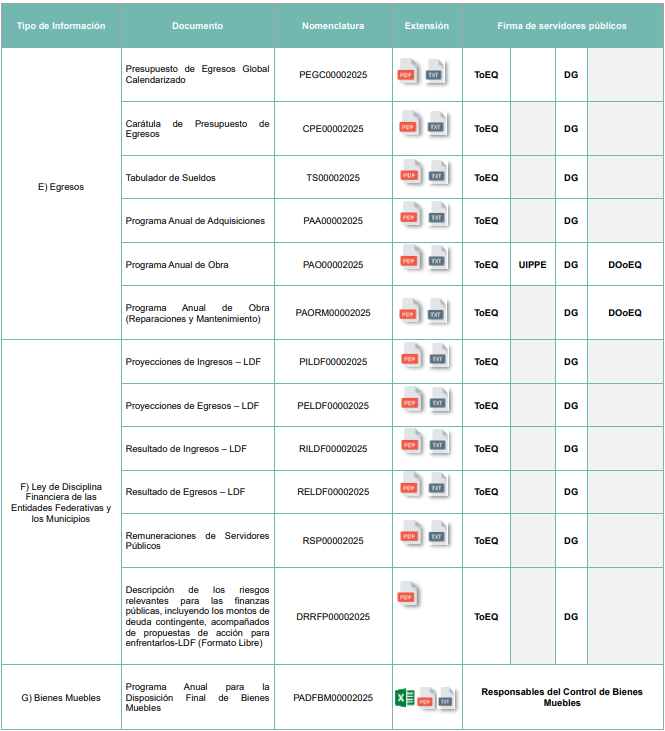 Tipo de Información Documento Nomenclatura Extensión Firma de servidores públicos
E) Egresos
Presupuesto de Egresos Global
Calendarizado
PEGC00002025 PDF TXT ToEQ DG
Carátula de Presupuesto de
Egresos
CPE00002025 PDF TXT ToEQ DG
Tabulador de Sueldos TS00002025 PDF TXT ToEQ DG
Programa Anual de Adquisiciones PAA00002025 PDF TXT ToEQ DG
Programa Anual de Obra PAO00002025 PDF TXT ToEQ UIPPE DG DOoEQ
Programa Anual de Obra
(Reparaciones y Mantenimiento)
PAORM00002025 PDF TXT ToEQ DG DOoEQ
F) Ley de Disciplina
Financiera de las
Entidades Federativas y
los Municipios
Proyecciones de Ingresos – LDF PILDF00002025 PDF TXT ToEQ DG
Proyecciones de Egresos – LDF PELDF00002025 PDF TXT ToEQ DG
Resultado de Ingresos – LDF RILDF00002025 PDF TXT ToEQ DG
Resultado de Egresos – LDF RELDF00002025 PDF TXT ToEQ DG
Remuneraciones de Servidores
Públicos
RSP00002025 PDF TXT ToEQ DG
Descripción de los riesgos
relevantes para las finanzas
públicas, incluyendo los montos de
deuda contingente, acompañados
de propuestas de acción para
enfrentarlos-LDF (Formato Libre)
DRRFP00002025 PDF ToEQ DG
G) Bienes Muebles
Programa Anual para la
Disposición Final de Bienes
Muebles
PADFBM00002025 X PDF TXT
Responsables del Control de Bienes
Muebles